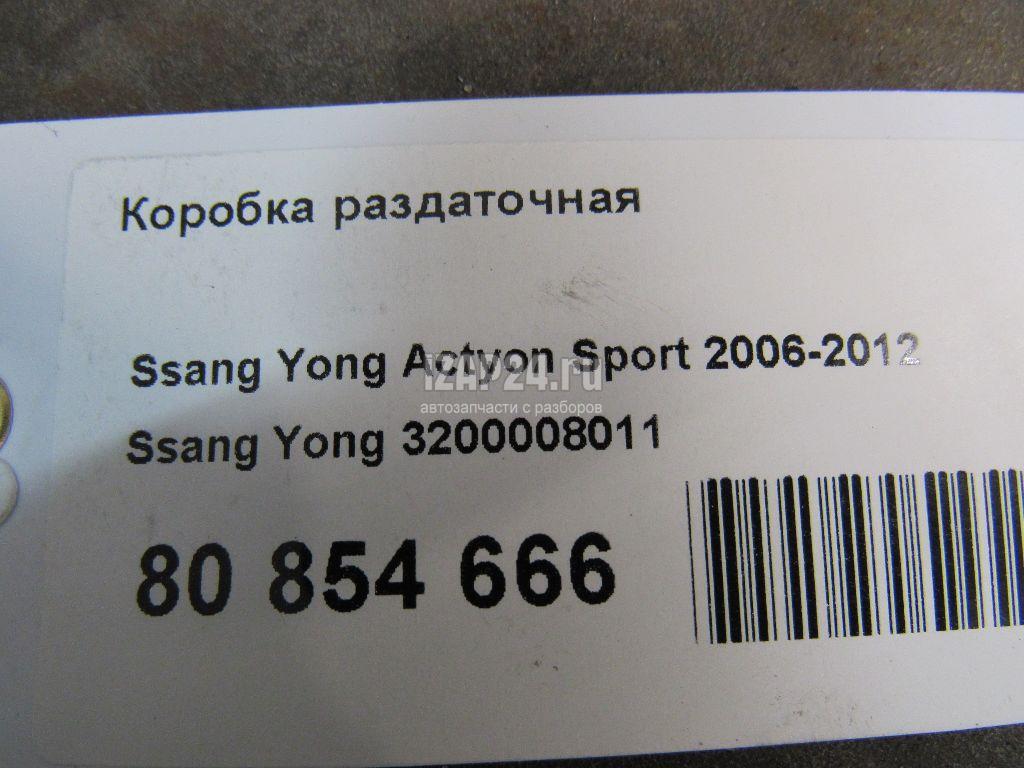 Коробка раздаточная
Ssang Yong Actyon Sport 2006-2012
iZAP24.ru
автозапчасти с разборов
Ssang Yong 3200008011
80 854 666